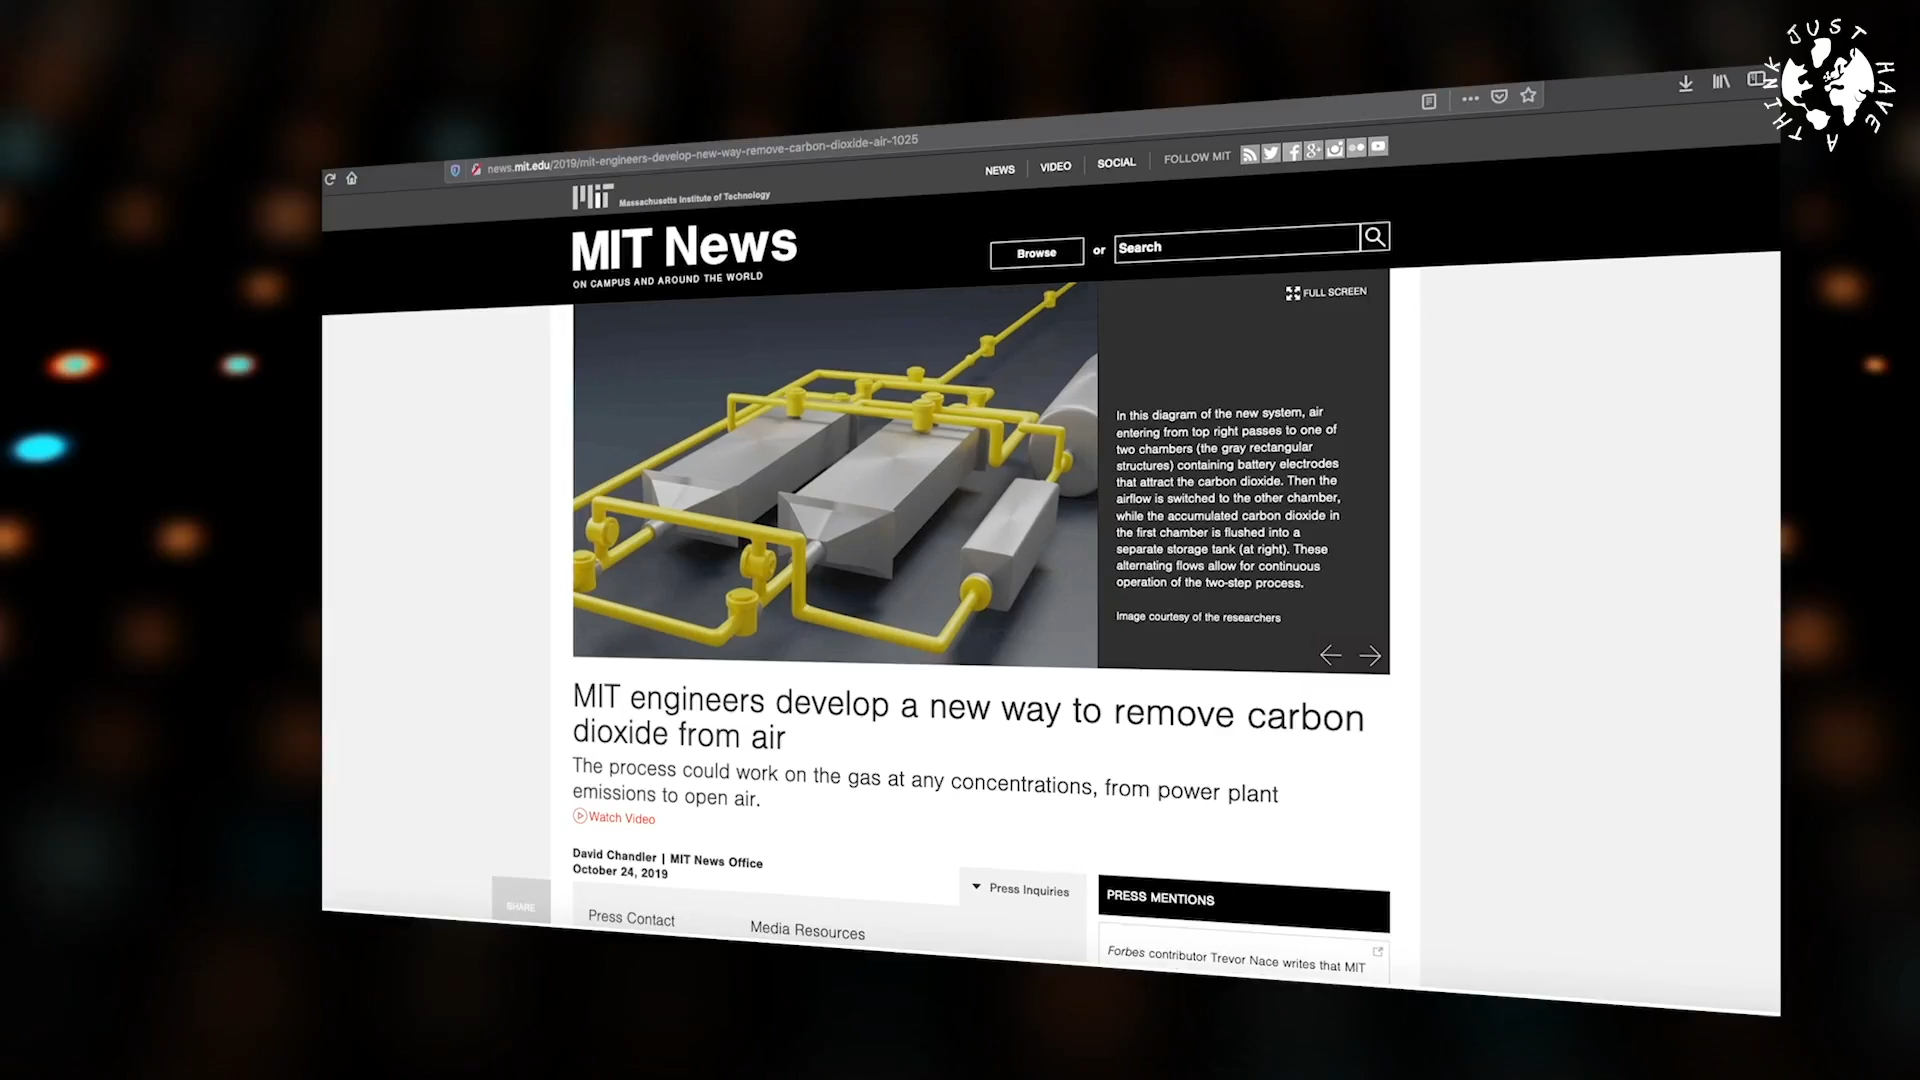 JUST HAVE A THINK
news.mit.edu/2019/mit-engineers-develop-new-way-remove-carbon-dioxide-air-1025
Massachusetts Institute of Technology
NEWS
VIDEO
SOCIAL
FOLLOW MIT
MIT News
ON CAMPUS AND AROUND THE WORLD
Browse
or
Search
FULL SCREEN
In this diagram of the new system, air
entering from top right passes to one of
two chambers (the gray rectangular
structures) containing battery electrodes
that attract the carbon dioxide. Then the
airflow is switched to the other chamber,
while the accumulated carbon dioxide in
the first chamber is flushed into a
separate storage tank (at right). These
alternating flows allow for continuous
operation of the two-step process.
Image courtesy of the researchers
MIT engineers develop a new way to remove carbon
dioxide from air
The process could work on the gas at any concentrations, from power plant
emissions to open air.
Watch Video
David Chandler | MIT News Office
October 24, 2019
SHARE
Press Inquiries
Press Contact
Media Resources
PRESS MENTIONS
Forbes contributor Trevor Nace writes that MIT